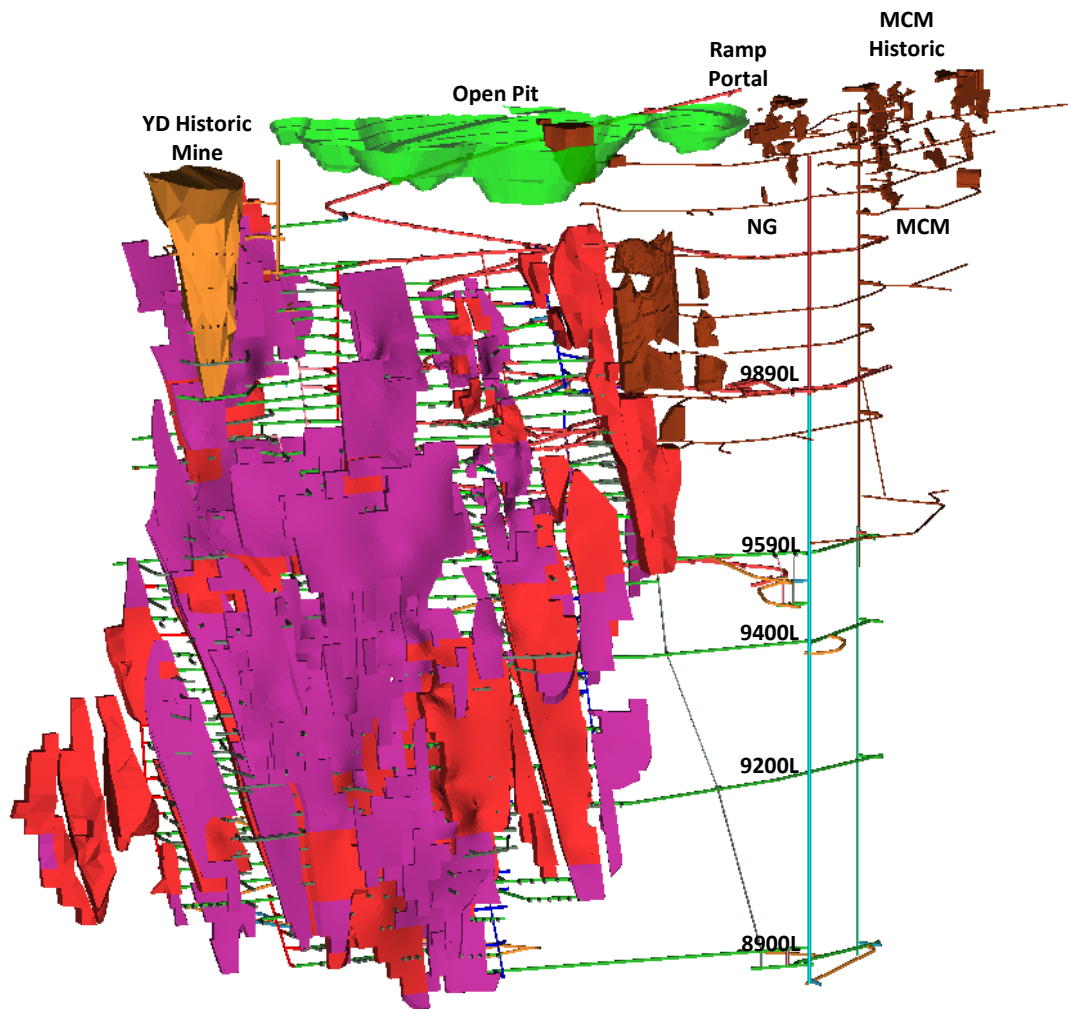 MCM
Historic
Ramp
Portal
Open Pit
YD Historic
Mine
NG
MCM
9890L
9590L
9400L
9200L
8900L